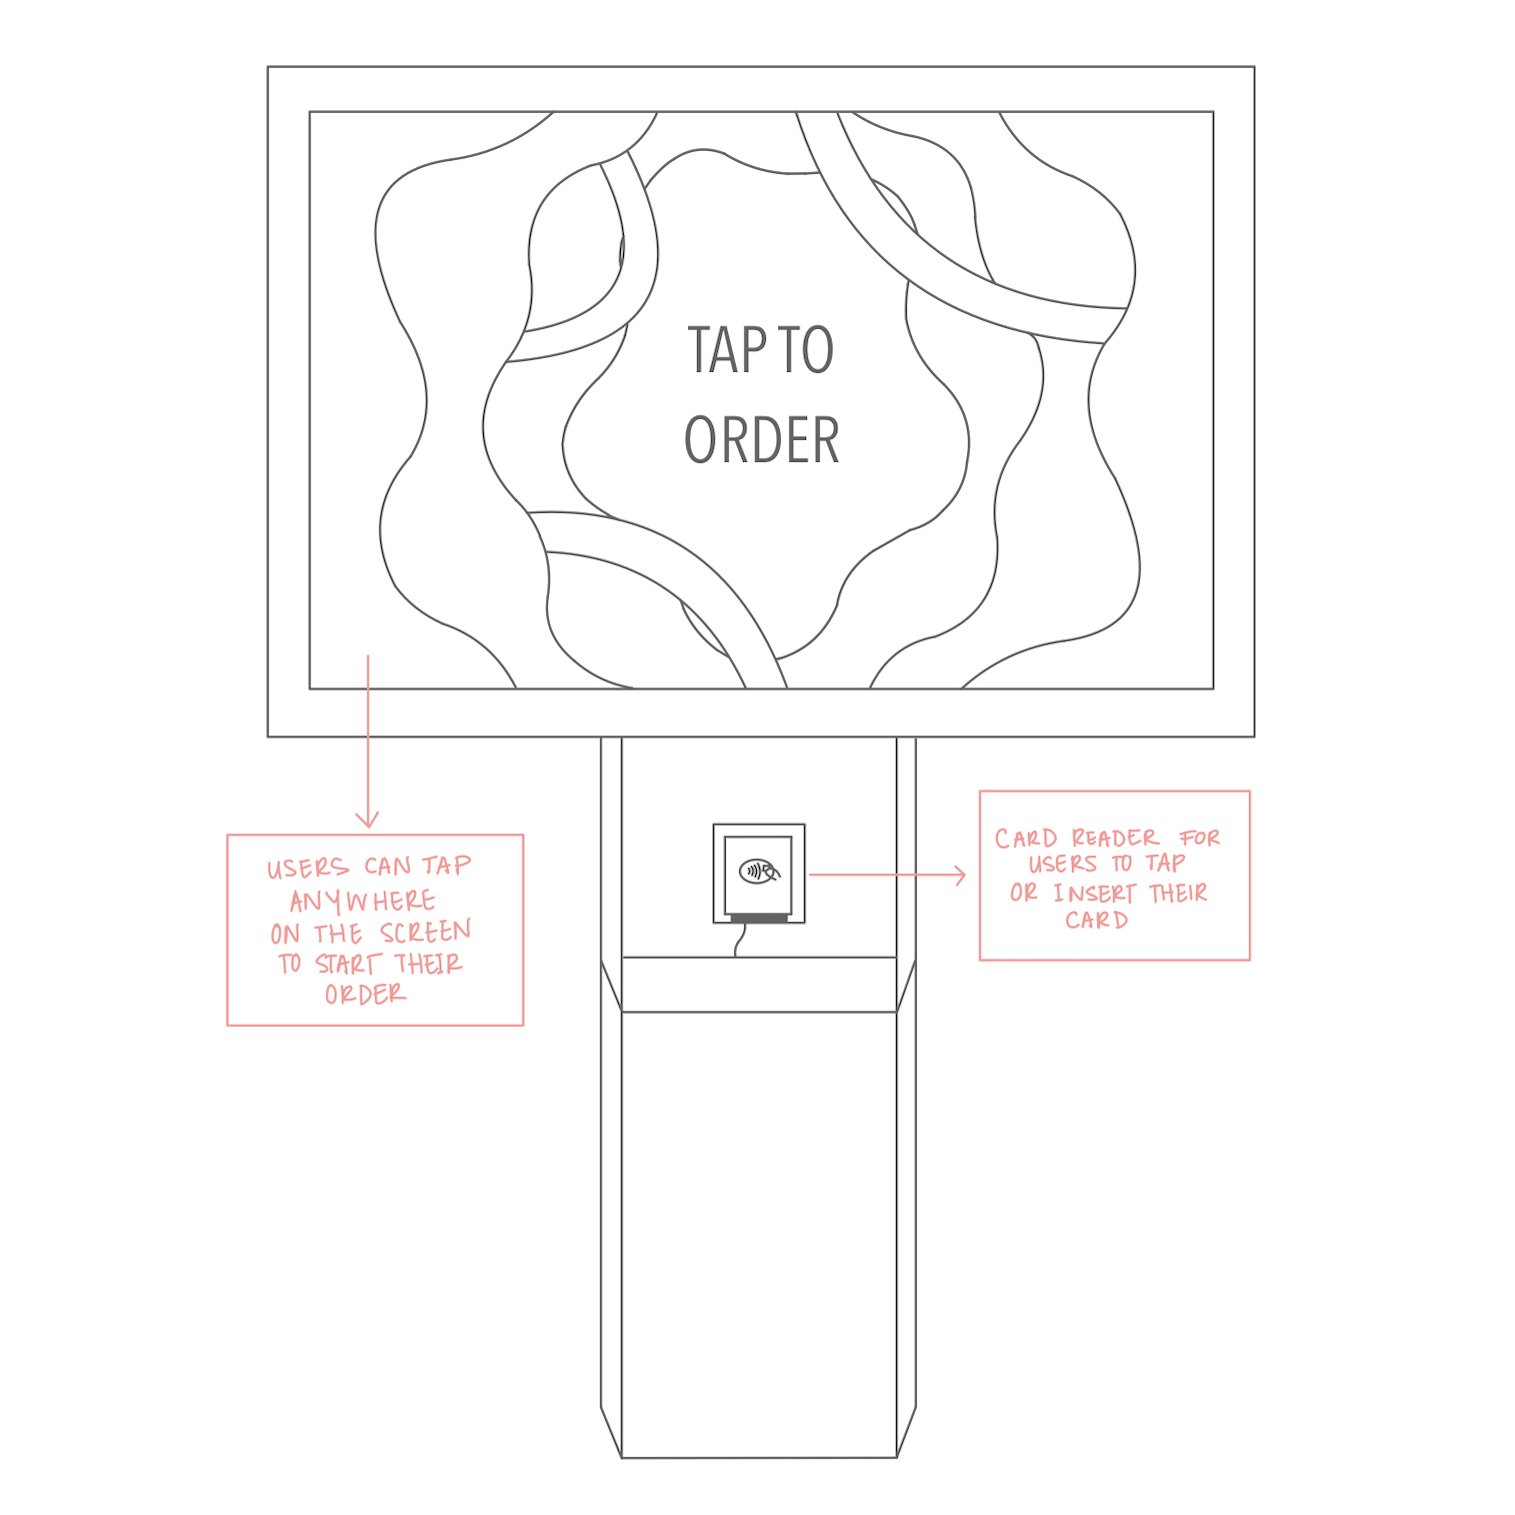 TAP TO
ORDER
USERS CAN TAP
ANYWHERE
ON THE SCREEN
TO START THEIR
ORDER
CARD READER FOR
USERS TO TAP
OR INSERT THEIR
CARD